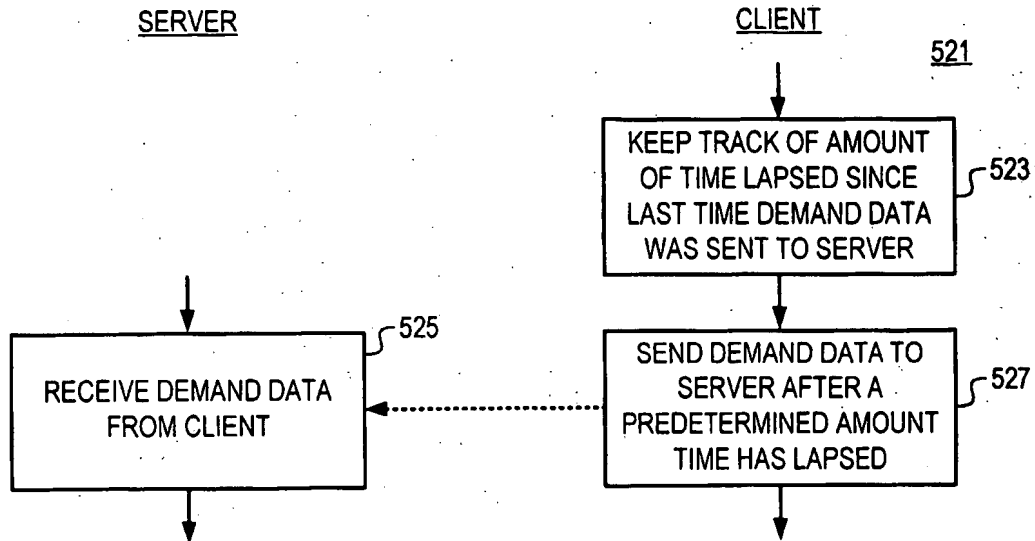 SERVER
CLIENT
521
KEEP TRACK OF AMOUNT
OF TIME LAPSED SINCE
LAST TIME DEMAND DATA
WAS SENT TO SERVER
523
525
RECEIVE DEMAND DATA
FROM CLIENT
SEND DEMAND DATA TO
SERVER AFTER A
PREDETERMINED AMOUNT
TIME HAS LAPSED
527